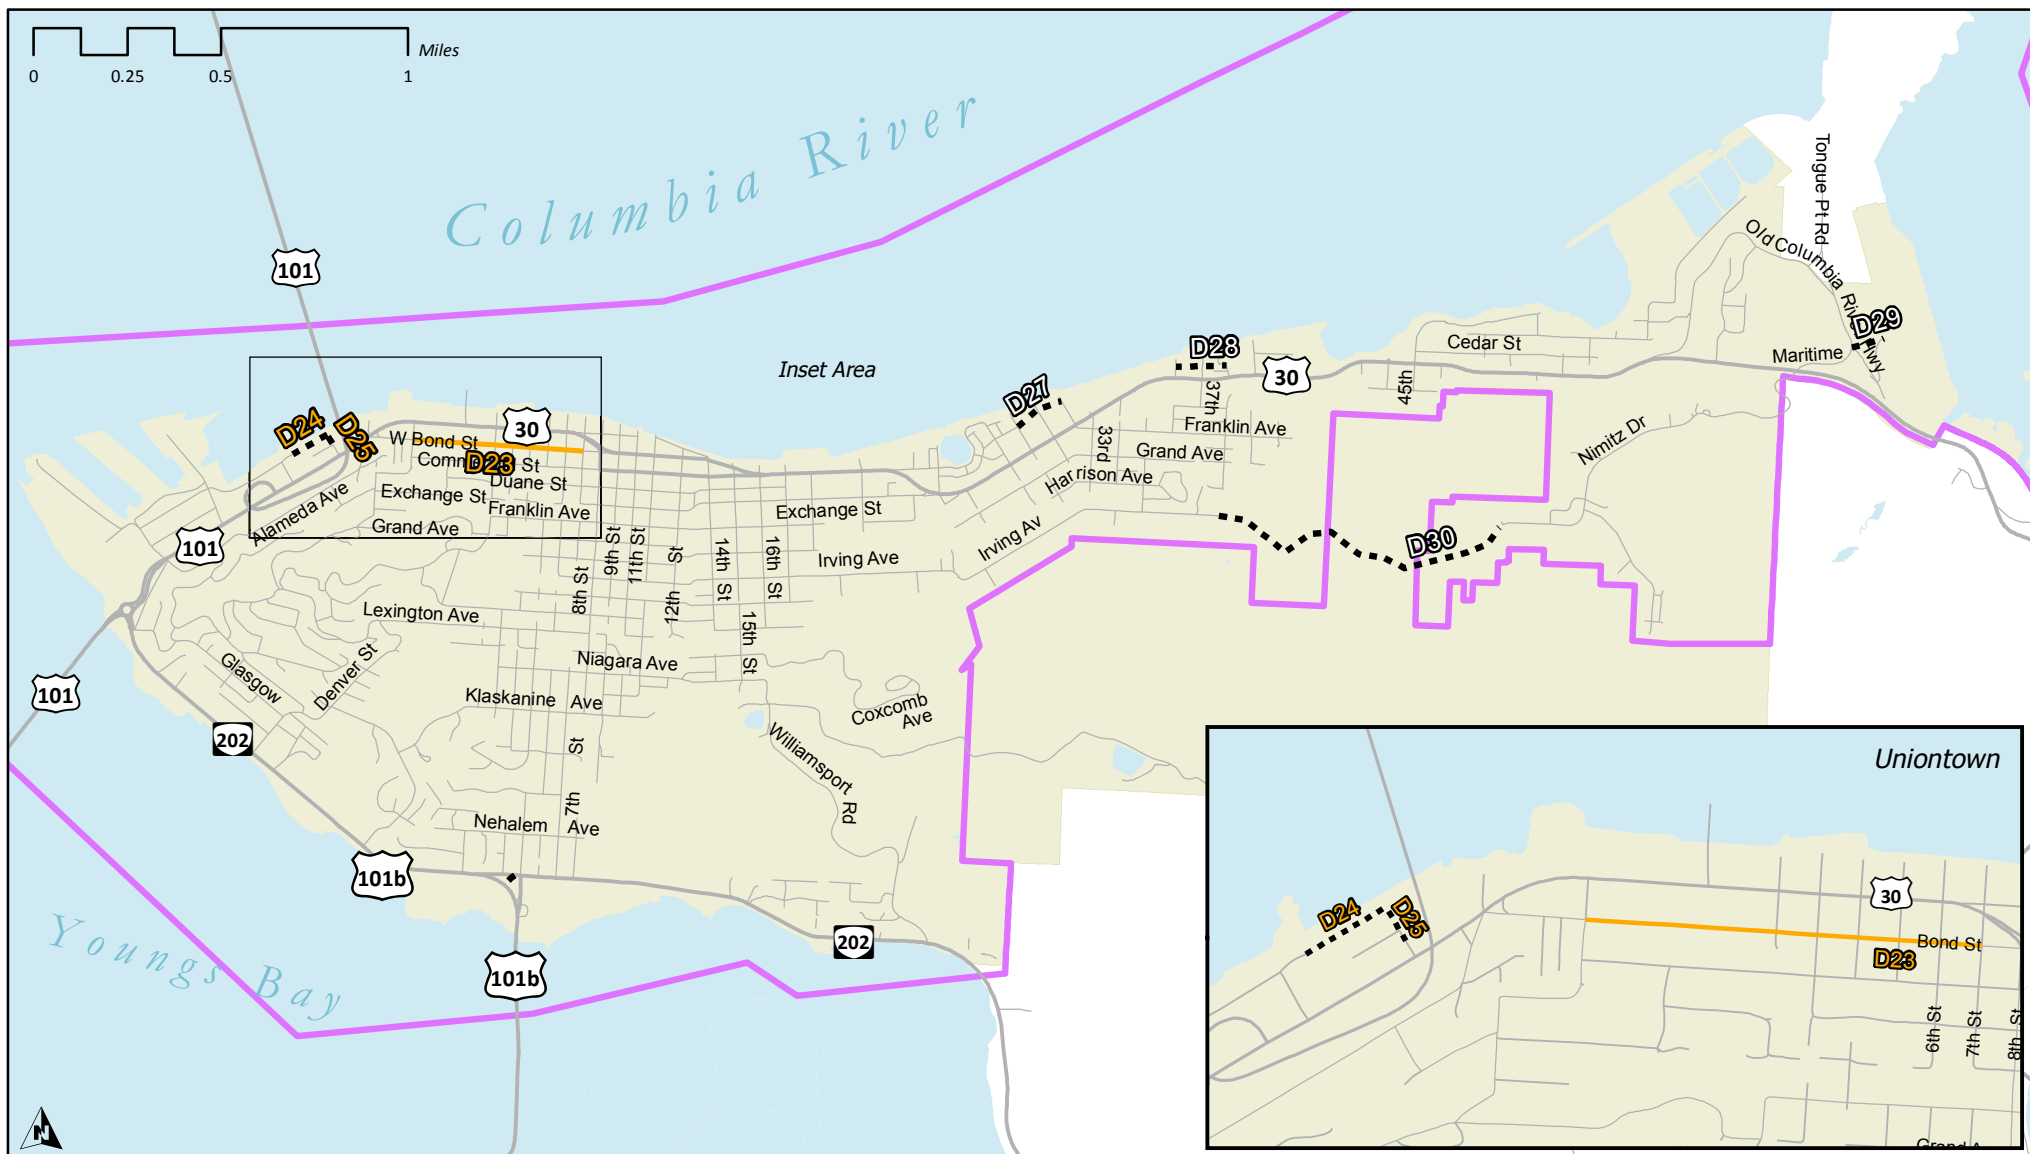 Miles
0 0.25 0.5 1
Columbia River
101
Inset Area
Tongue Pt Rd
Old Columbia River Hwy
D29
Maritime
Cedar St
45th
D28
30
37th
Franklin Ave
Grand Ave
33rd
Harrison Ave
D27
Nimitz Dr
D30
Irving Av
D24
D25
W Bond St
30
D23
St
Duane St
Exchange St
Franklin Ave
Alameda Ave
Grand Ave
101
Exchange St
Irving Ave
8th St
9th St
11th St
12th St
14th St
16th St
15th St
Lexington Ave
Niagara Ave
Glasgow
Denver St
Klaskanine Ave
Coxcomb Ave
Williamsport Rd
101
202
7th St
Nehalem Ave
101b
202
101b
Youngs Bay
N
Uniontown
D24
D25
30
Bond St
D23
6th St
7th St
8th St